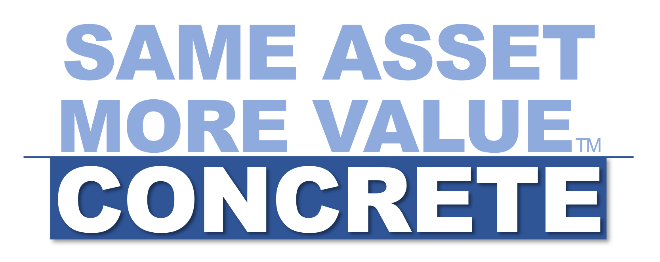 SAME ASSET
MORE VALUE™
CONCRETE